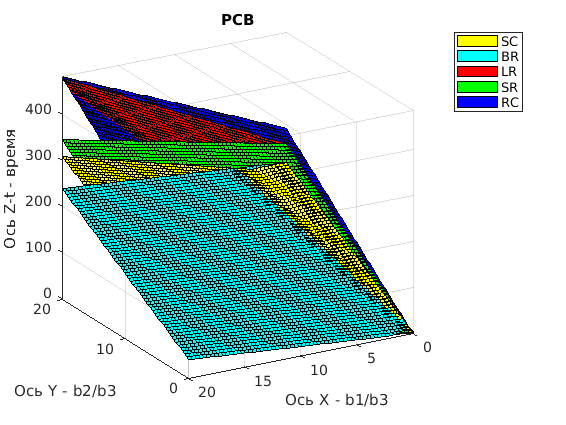 PCB
SC
BR
LR
SR
RC
Ось Z-t - время
400
300
200
100
0
20
10
0
Ось Y - b2/b3
20
15
10
5
0
Ось X - b1/b3